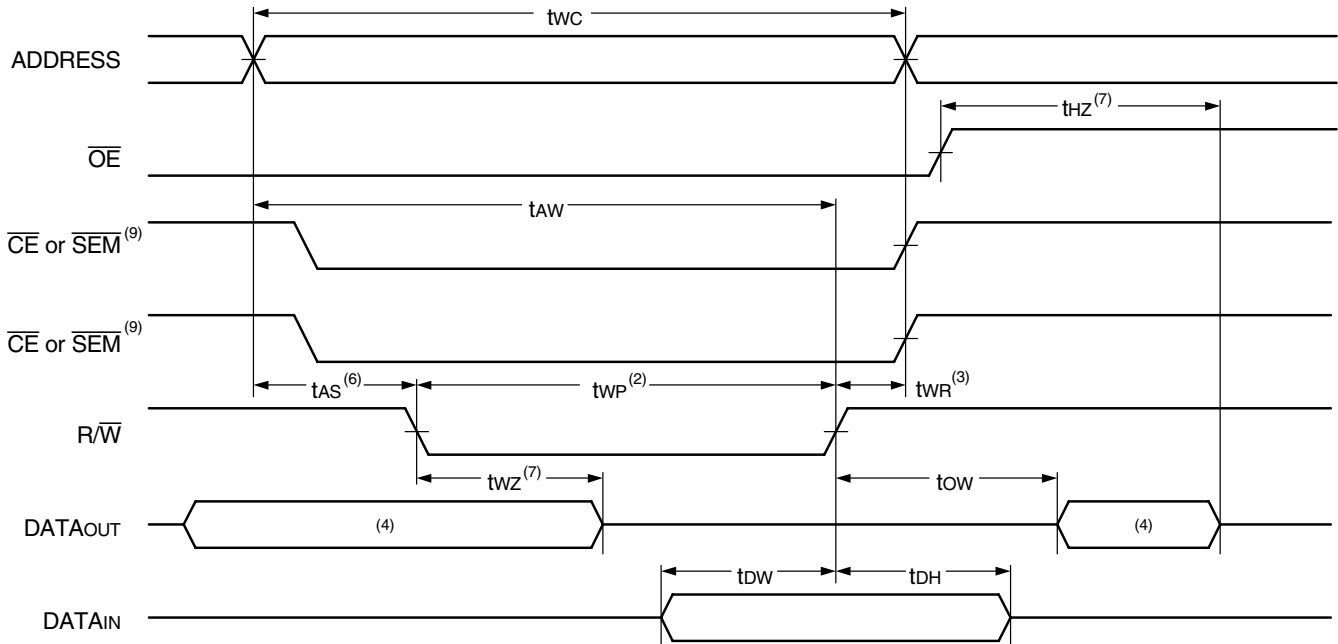 tWC
ADDRESS
tHZ(7)
OE
tAW
CE or SEM(9)
CE or SEM(9)
tAS(6)
tWP(2)
tWR(3)
R/W
tWZ(7)
tOW
DATAOUT
(4)
(4)
tDW
tDH
DATAIN